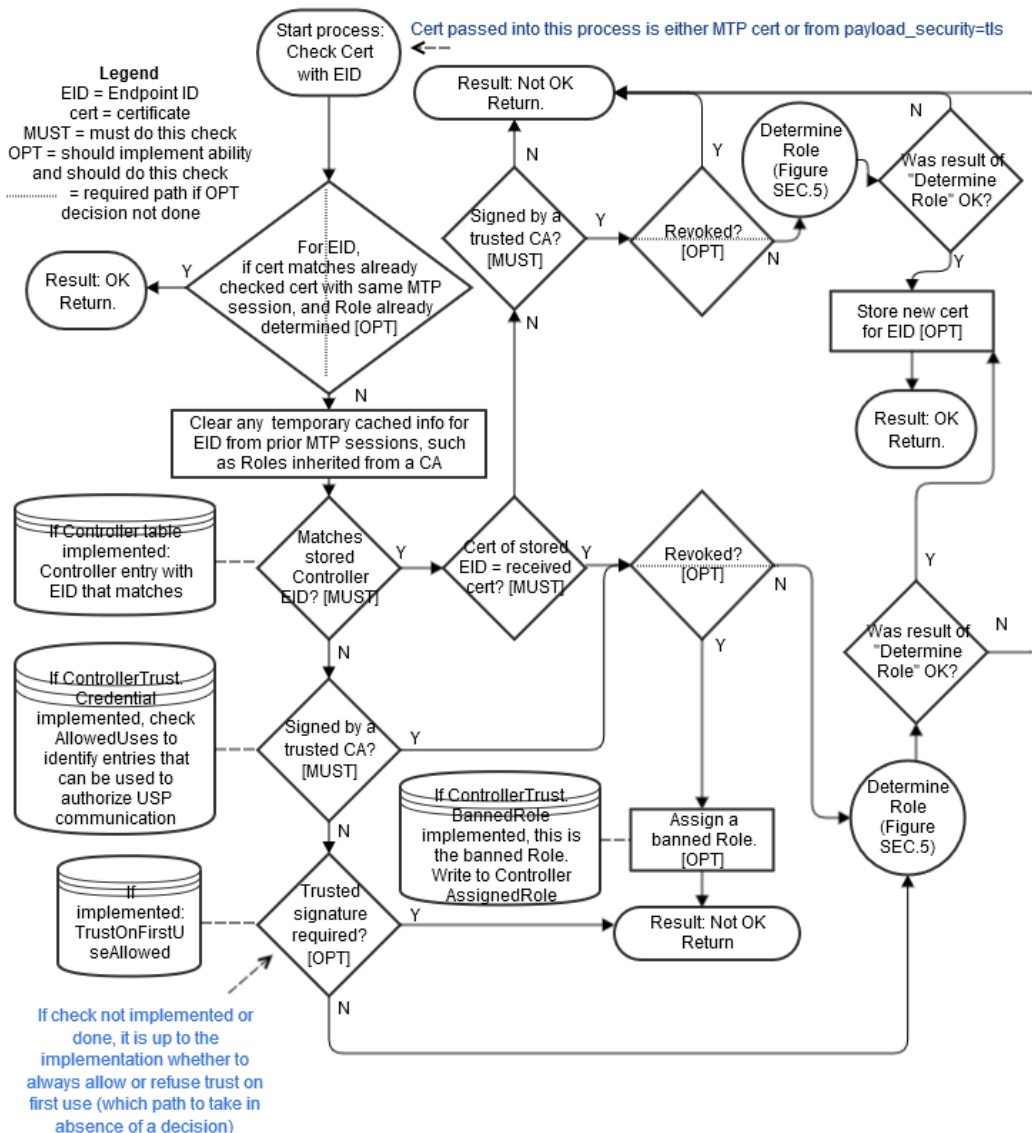 Start process:
Check Cert
with EID
Cert passed into this process is either MTP cert or from payload_security=tls
Legend
EID = Endpoint ID
cert = certificate
MUST = must do this check
OPT = should implement ability
and should do this check
= required path if OPT
decision not done
Result: Not OK
Return.
N
Y
N
Determine
Role
(Figure
SEC.5)
Was result of
"Determine
Role" OK?
Signed by a
trusted CA?
[MUST]
Y
Revoked?
[OPT]
N
Y
For EID,
if cert matches already
checked cert with same MTP
session, and Role already
determined [OPT]
Y
Result: OK
Return.
N
N
Store new cert
for EID [OPT]
Result: OK
Return.
Clear any temporary cached info for
EID from prior MTP sessions, such
as Roles inherited from a CA
If Controller table
implemented:
Controller entry with
EID that matches
Matches
stored
Controller
EID? [MUST]
Y
Cert of stored
EID = received
cert? [MUST]
Y
Revoked?
[OPT]
N
Y
N
Y
Was result of
"Determine
Role" OK?
N
If ControllerTrust.
Credential
implemented, check
AllowedUses to
identify entries that
can be used to
authorize USP
communication
Signed by a
trusted CA?
[MUST]
Y
N
If ControllerTrust.
BannedRole
implemented, this is
the banned Role.
Write to Controller
AssignedRole
Assign a
banned Role.
[OPT]
Determine
Role
(Figure
SEC.5)
If
implemented:
TrustOnFirstU
seAllowed
Trusted
signature
required?
[OPT]
Y
Result: Not OK
Return
N
If check not implemented or
done, it is up to the
implementation whether to
always allow or refuse trust on
first use (which path to take in
absence of a decision)